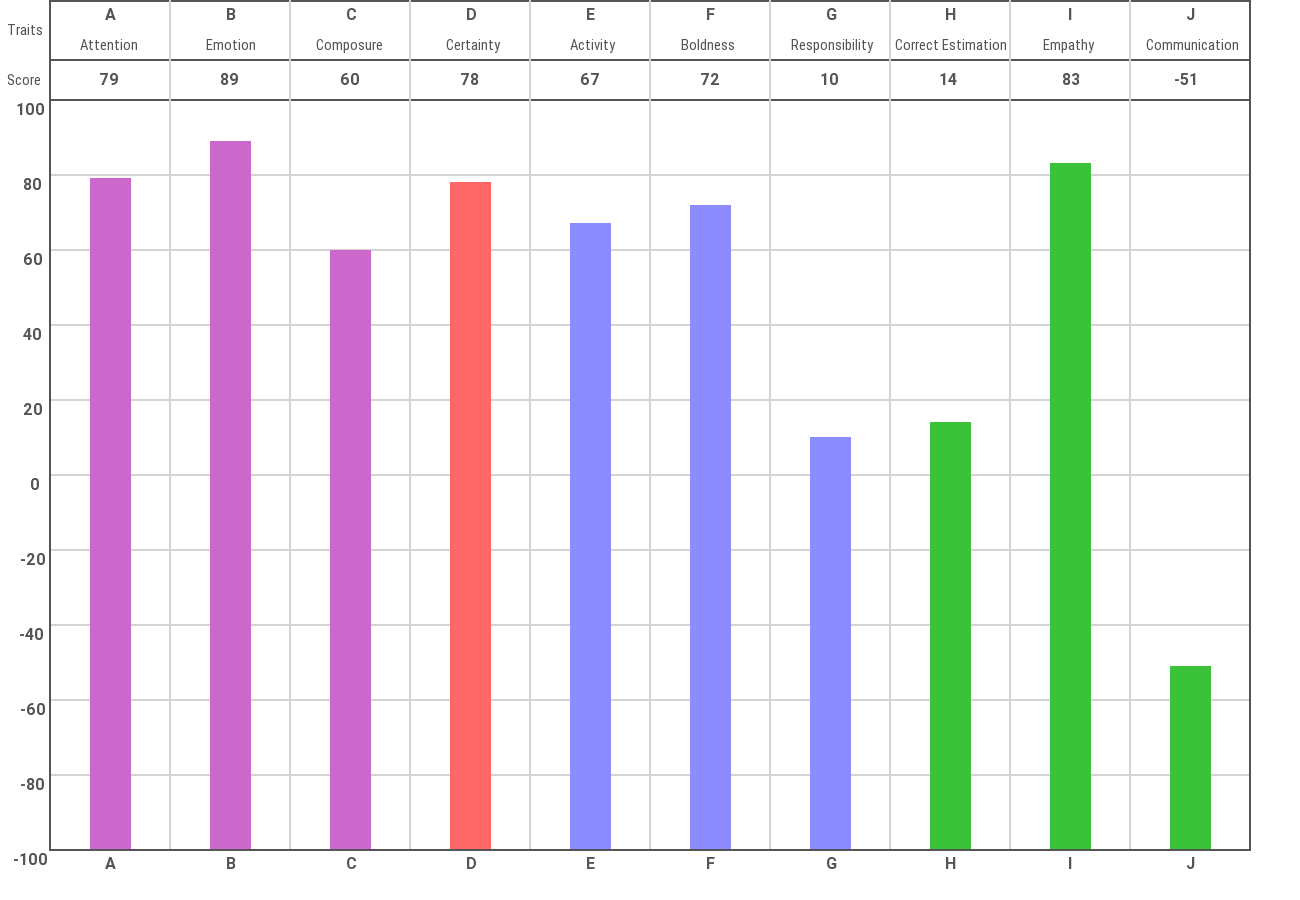 A B C D E F G H I J
Traits
Attention Emotion Composure Certainty Activity Boldness Responsibility Correct Estimation Empathy Communication
Score 79 89 60 78 67 72 10 14 83 -51
100
80
60
40
20
0
-20
-40
-60
-80
-100
A B C D E F G H I J